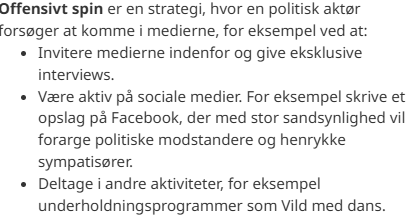 Offensivt spin er en strategi, hvor en politisk aktør
forsøger at komme i medierne, for eksempel ved at:
• Invitere medierne indenfor og give eksklusive
interviews.
• Være aktiv på sociale medier. For eksempel skrive et
opslag på Facebook, der med stor sandsynlighed vil
forarge politiske modstandere og henrykke
sympatisører.
• Deltage i andre aktiviteter, for eksempel
underholdningsprogrammer som Vild med dans.